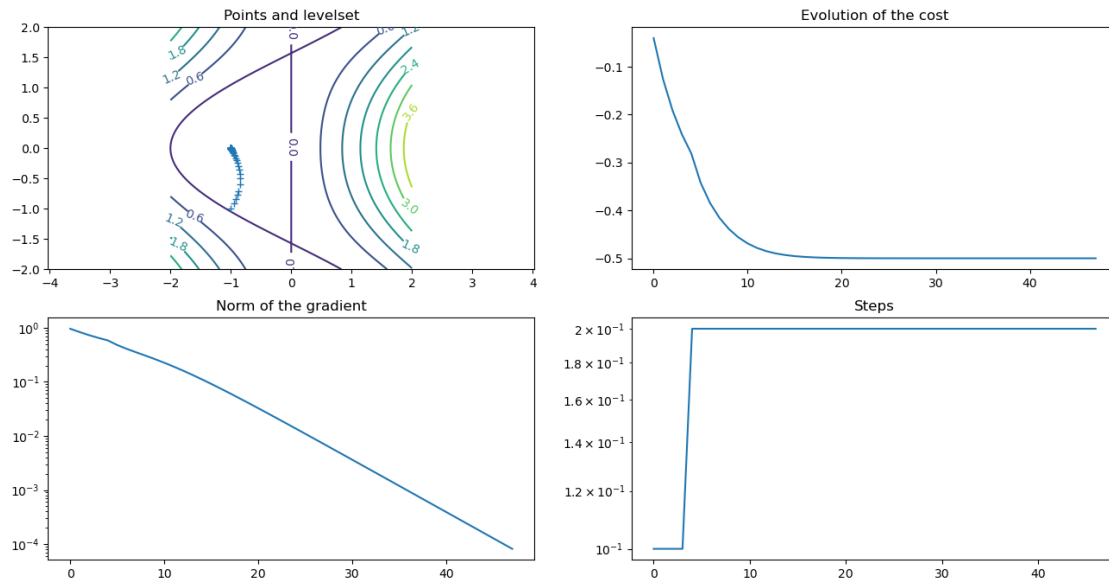 Points and levelset
2.0
1.5
1.0
0.5
0.0
−0.5
−1.0
−1.5
−2.0
−4 −3 −2 −1 0 1 2 3 4
1.8
1.2
0.6
0.0
1.2
2.4
3.6
0.0
0.6
1.2
1.8
3.0
1.8
0.0
Evolution of the cost
−0.1
−0.2
−0.3
−0.4
−0.5
0 10 20 30 40
Norm of the gradient
10⁰
10⁻¹
10⁻²
10⁻³
10⁻⁴
0 10 20 30 40
Steps
2 × 10⁻¹
1.8 × 10⁻¹
1.6 × 10⁻¹
1.4 × 10⁻¹
1.2 × 10⁻¹
10⁻¹
0 10 20 30 40